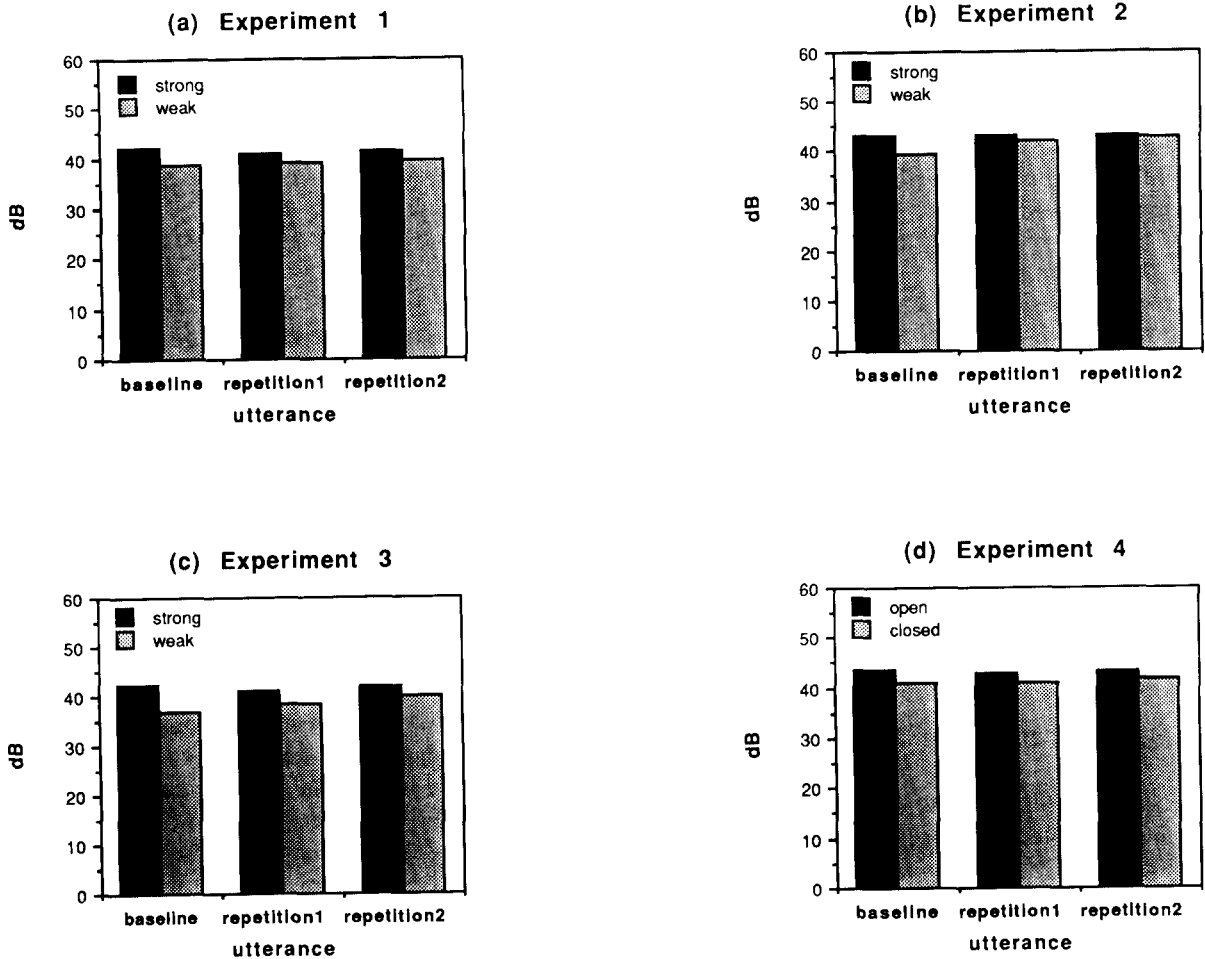 (a) Experiment 1
60
50
40
30
20
10
0
dB
strong
weak
baseline repetition1 repetition2
utterance
(b) Experiment 2
60
50
40
30
20
10
0
dB
strong
weak
baseline repetition1 repetition2
utterance
(c) Experiment 3
60
50
40
30
20
10
0
dB
strong
weak
baseline repetition1 repetition2
utterance
(d) Experiment 4
60
50
40
30
20
10
0
dB
open
closed
baseline repetition1 repetition2
utterance